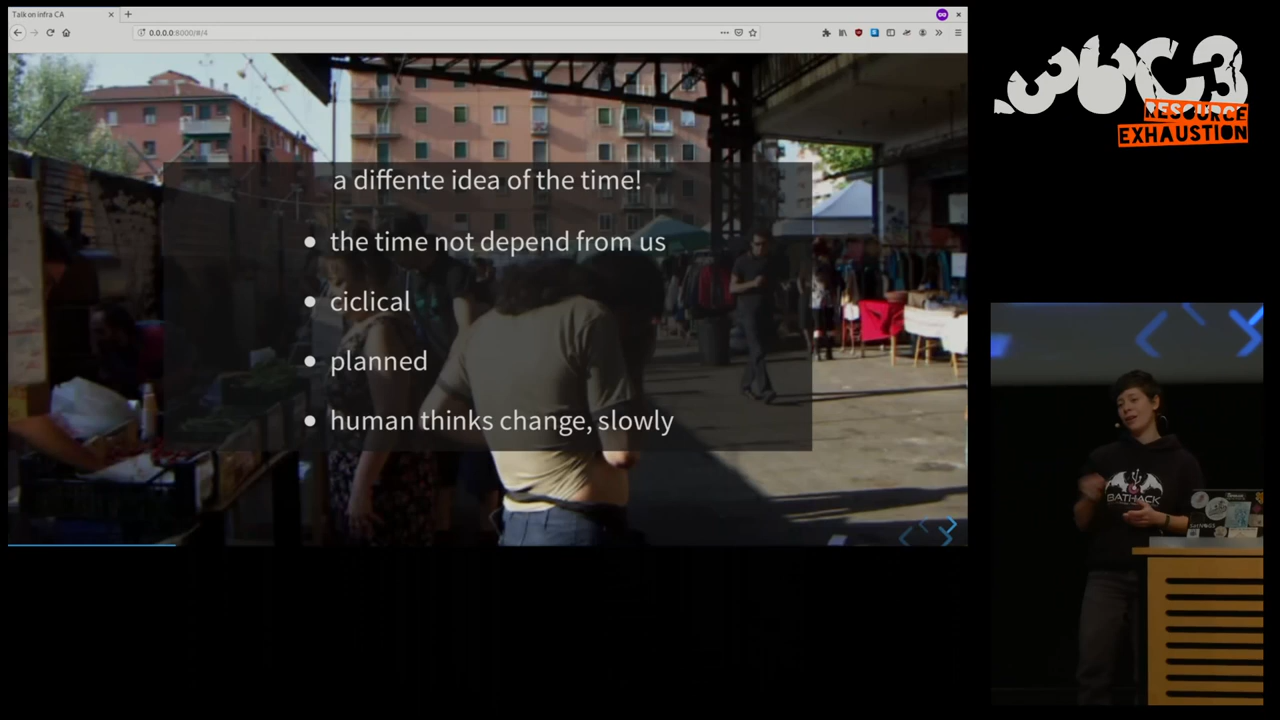 Talk on infra CA
0.0.0.0:8000/#/4
36C3
RESOURCE
EXHAUSTION
a diffente idea of the time!
the time not depend from us
ciclical
planned
human thinks change, slowly
BATHACK